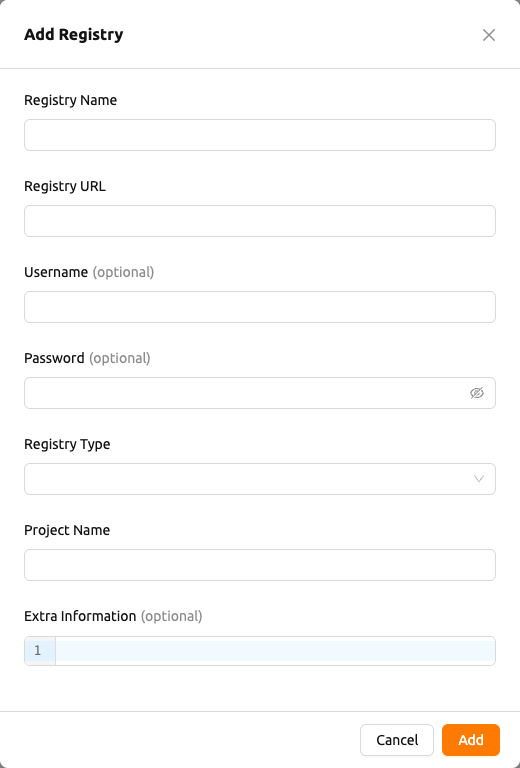 Add Registry
Registry Name
Registry URL
Username (optional)
Password (optional)
Registry Type
Project Name
Extra Information (optional)
1
Cancel Add